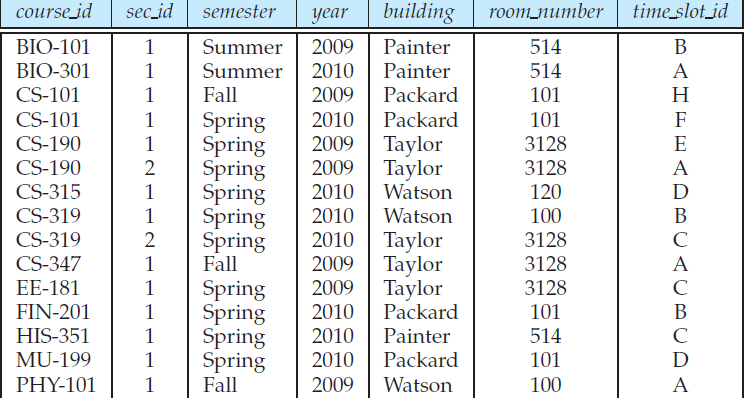 course_id sec_id semester year building room_number time_slot_id
BIO-101 1 Summer 2009 Painter 514 B
BIO-301 1 Summer 2010 Painter 514 A
CS-101 1 Fall 2009 Packard 101 H
CS-101 1 Spring 2010 Packard 101 F
CS-190 1 Spring 2009 Taylor 3128 E
CS-190 2 Spring 2009 Taylor 3128 A
CS-315 1 Spring 2010 Watson 120 D
CS-319 1 Spring 2010 Watson 100 B
CS-319 2 Spring 2010 Taylor 3128 C
CS-347 1 Fall 2009 Taylor 3128 A
EE-181 1 Spring 2009 Taylor 3128 C
FIN-201 1 Spring 2010 Packard 101 B
HIS-351 1 Spring 2010 Painter 514 C
MU-199 1 Spring 2010 Packard 101 D
PHY-101 1 Fall 2009 Watson 100 A